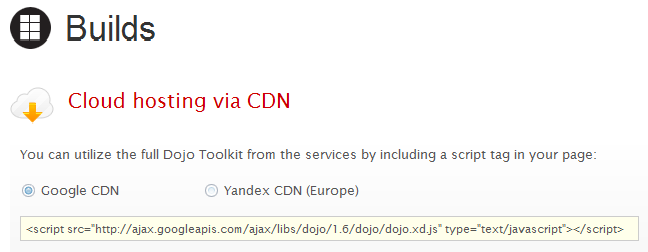 Builds
Cloud hosting via CDN
You can utilize the full Dojo Toolkit from the services by including a script tag in your page:
Google CDN Yandex CDN (Europe)
<script src="http://ajax.googleapis.com/ajax/libs/dojo/1.6/dojo/dojo.xd.js" type="text/javascript"></script>